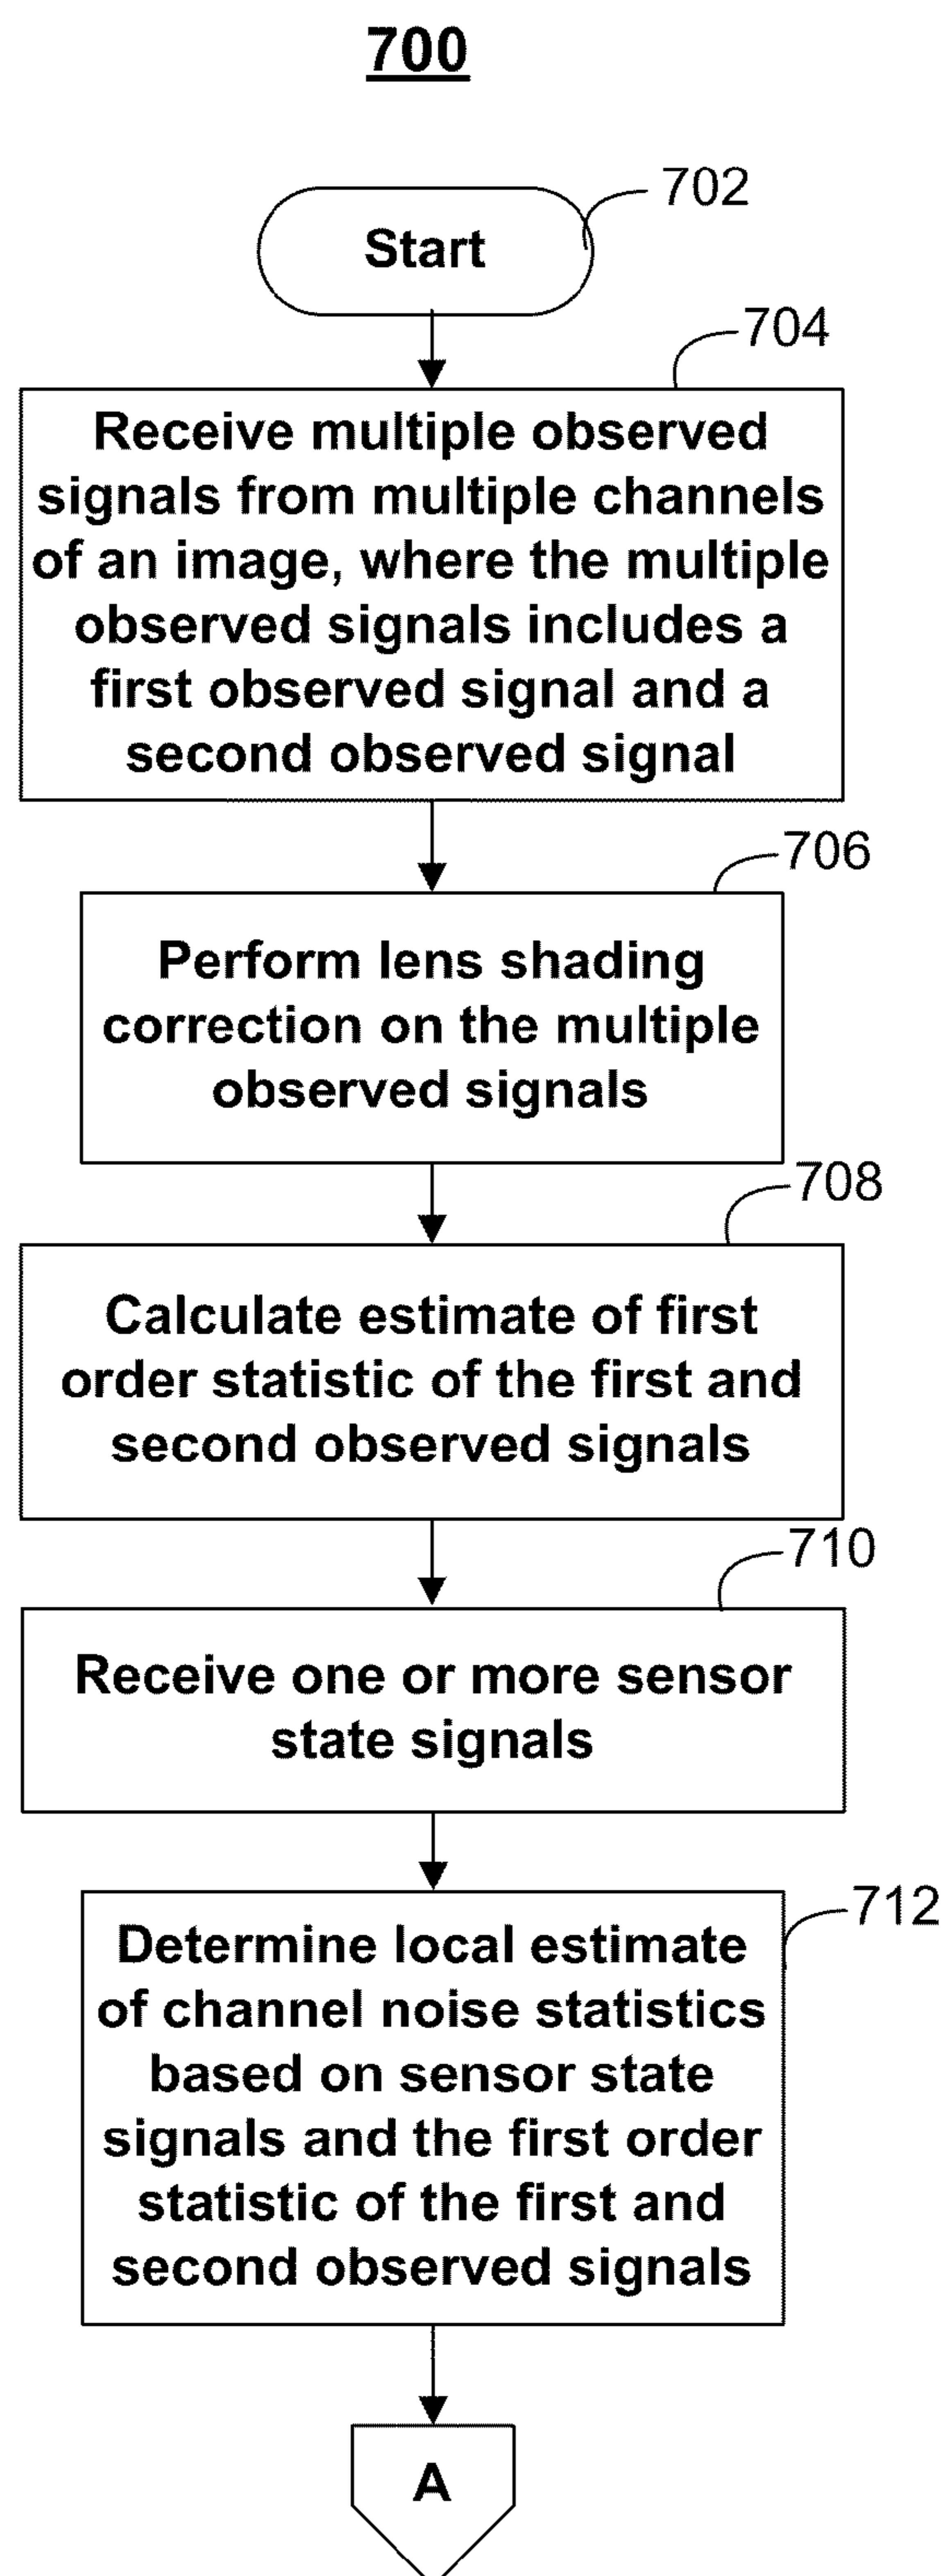 700
702
Start
704
Receive multiple observed
signals from multiple channels
of an image, where the multiple
observed signals includes a
first observed signal and a
second observed signal
706
Perform lens shading
correction on the multiple
observed signals
708
Calculate estimate of first
order statistic of the first and
second observed signals
710
Receive one or more sensor
state signals
712
Determine local estimate
of channel noise statistics
based on sensor state
signals and the first order
statistic of the first and
second observed signals
A